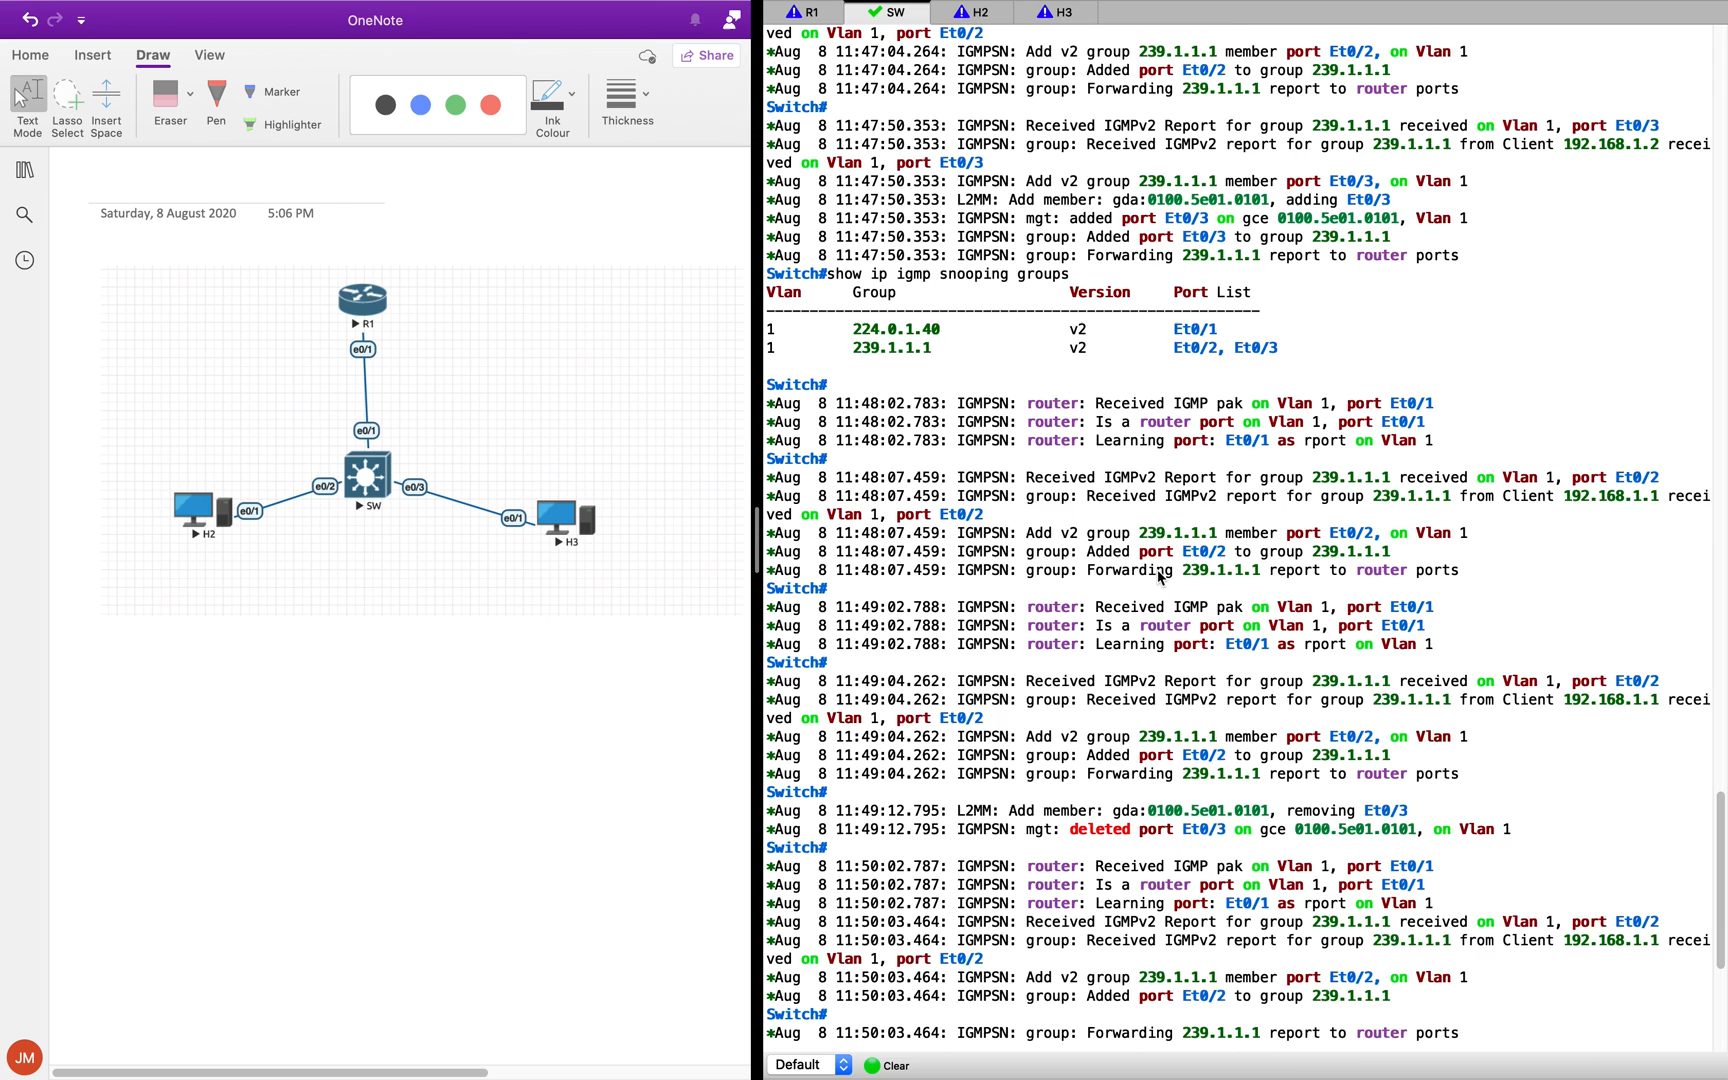 OneNote
Home Insert Draw View
Share
Text Mode
Lasso Select
Insert Space
Eraser
Pen
Marker
Highlighter
Ink Colour
Thickness
Saturday, 8 August 2020 5:06 PM
R1
e0/1
e0/1
e0/2
e0/3
e0/1
SW
e0/1
H2
H3
JM
R1 SW H2 H3
ved on Vlan 1, port Et0/2
*Aug  8 11:47:04.264: IGMPSN: Add v2 group 239.1.1.1 member port Et0/2, on Vlan 1
*Aug  8 11:47:04.264: IGMPSN: group: Added port Et0/2 to group 239.1.1.1
*Aug  8 11:47:04.264: IGMPSN: group: Forwarding 239.1.1.1 report to router ports
Switch#
*Aug  8 11:47:50.353: IGMPSN: Received IGMPv2 Report for group 239.1.1.1 received on Vlan 1, port Et0/3
*Aug  8 11:47:50.353: IGMPSN: group: Received IGMPv2 report for group 239.1.1.1 from Client 192.168.1.2 recei
ved on Vlan 1, port Et0/3
*Aug  8 11:47:50.353: IGMPSN: Add v2 group 239.1.1.1 member port Et0/3, on Vlan 1
*Aug  8 11:47:50.353: L2MM: Add member: gda:0100.5e01.0101, adding Et0/3
*Aug  8 11:47:50.353: IGMPSN: mgt: added port Et0/3 on gce 0100.5e01.0101, Vlan 1
*Aug  8 11:47:50.353: IGMPSN: group: Added port Et0/3 to group 239.1.1.1
*Aug  8 11:47:50.353: IGMPSN: group: Forwarding 239.1.1.1 report to router ports
Switch#show ip igmp snooping groups
Vlan Group Version Port List
-----------------------------------------------------------
1 224.0.1.40 v2 Et0/1
1 239.1.1.1 v2 Et0/2, Et0/3
Switch#
*Aug  8 11:48:02.783: IGMPSN: router: Received IGMP pak on Vlan 1, port Et0/1
*Aug  8 11:48:02.783: IGMPSN: router: Is a router port on Vlan 1, port Et0/1
*Aug  8 11:48:02.783: IGMPSN: router: Learning port: Et0/1 as rport on Vlan 1
Switch#
*Aug  8 11:48:07.459: IGMPSN: Received IGMPv2 Report for group 239.1.1.1 received on Vlan 1, port Et0/2
*Aug  8 11:48:07.459: IGMPSN: group: Received IGMPv2 report for group 239.1.1.1 from Client 192.168.1.1 recei
ved on Vlan 1, port Et0/2
*Aug  8 11:48:07.459: IGMPSN: Add v2 group 239.1.1.1 member port Et0/2, on Vlan 1
*Aug  8 11:48:07.459: IGMPSN: group: Added port Et0/2 to group 239.1.1.1
*Aug  8 11:48:07.459: IGMPSN: group: Forwarding 239.1.1.1 report to router ports
Switch#
*Aug  8 11:49:02.788: IGMPSN: router: Received IGMP pak on Vlan 1, port Et0/1
*Aug  8 11:49:02.788: IGMPSN: router: Is a router port on Vlan 1, port Et0/1
*Aug  8 11:49:02.788: IGMPSN: router: Learning port: Et0/1 as rport on Vlan 1
Switch#
*Aug  8 11:49:04.262: IGMPSN: Received IGMPv2 Report for group 239.1.1.1 received on Vlan 1, port Et0/2
*Aug  8 11:49:04.262: IGMPSN: group: Received IGMPv2 report for group 239.1.1.1 from Client 192.168.1.1 recei
ved on Vlan 1, port Et0/2
*Aug  8 11:49:04.262: IGMPSN: Add v2 group 239.1.1.1 member port Et0/2, on Vlan 1
*Aug  8 11:49:04.262: IGMPSN: group: Added port Et0/2 to group 239.1.1.1
*Aug  8 11:49:04.262: IGMPSN: group: Forwarding 239.1.1.1 report to router ports
Switch#
*Aug  8 11:49:12.795: L2MM: Add member: gda:0100.5e01.0101, removing Et0/3
*Aug  8 11:49:12.795: IGMPSN: mgt: deleted port Et0/3 on gce 0100.5e01.0101, on Vlan 1
Switch#
*Aug  8 11:50:02.787: IGMPSN: router: Received IGMP pak on Vlan 1, port Et0/1
*Aug  8 11:50:02.787: IGMPSN: router: Is a router port on Vlan 1, port Et0/1
*Aug  8 11:50:02.787: IGMPSN: router: Learning port: Et0/1 as rport on Vlan 1
*Aug  8 11:50:03.464: IGMPSN: Received IGMPv2 Report for group 239.1.1.1 received on Vlan 1, port Et0/2
*Aug  8 11:50:03.464: IGMPSN: group: Received IGMPv2 report for group 239.1.1.1 from Client 192.168.1.1 recei
ved on Vlan 1, port Et0/2
*Aug  8 11:50:03.464: IGMPSN: Add v2 group 239.1.1.1 member port Et0/2, on Vlan 1
*Aug  8 11:50:03.464: IGMPSN: group: Added port Et0/2 to group 239.1.1.1
Switch#
*Aug  8 11:50:03.464: IGMPSN: group: Forwarding 239.1.1.1 report to router ports
Default Clear